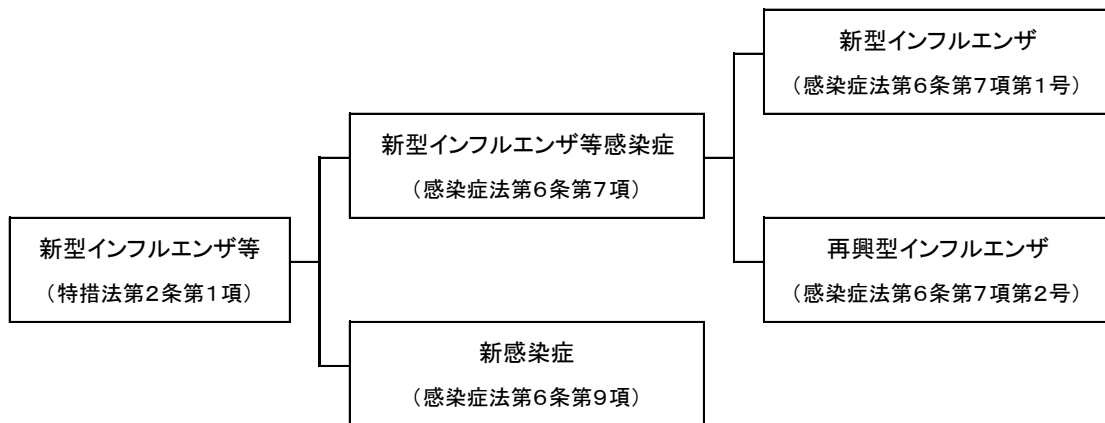 新型インフルエンザ
（感染症法第６条第７項第１号）
新型インフルエンザ等感染症
（感染症法第６条第７項）
新型インフルエンザ等
（特措法第２条第１項）
再興型インフルエンザ
（感染症法第６条第７項第２号）
新感染症
（感染症法第６条第９項）